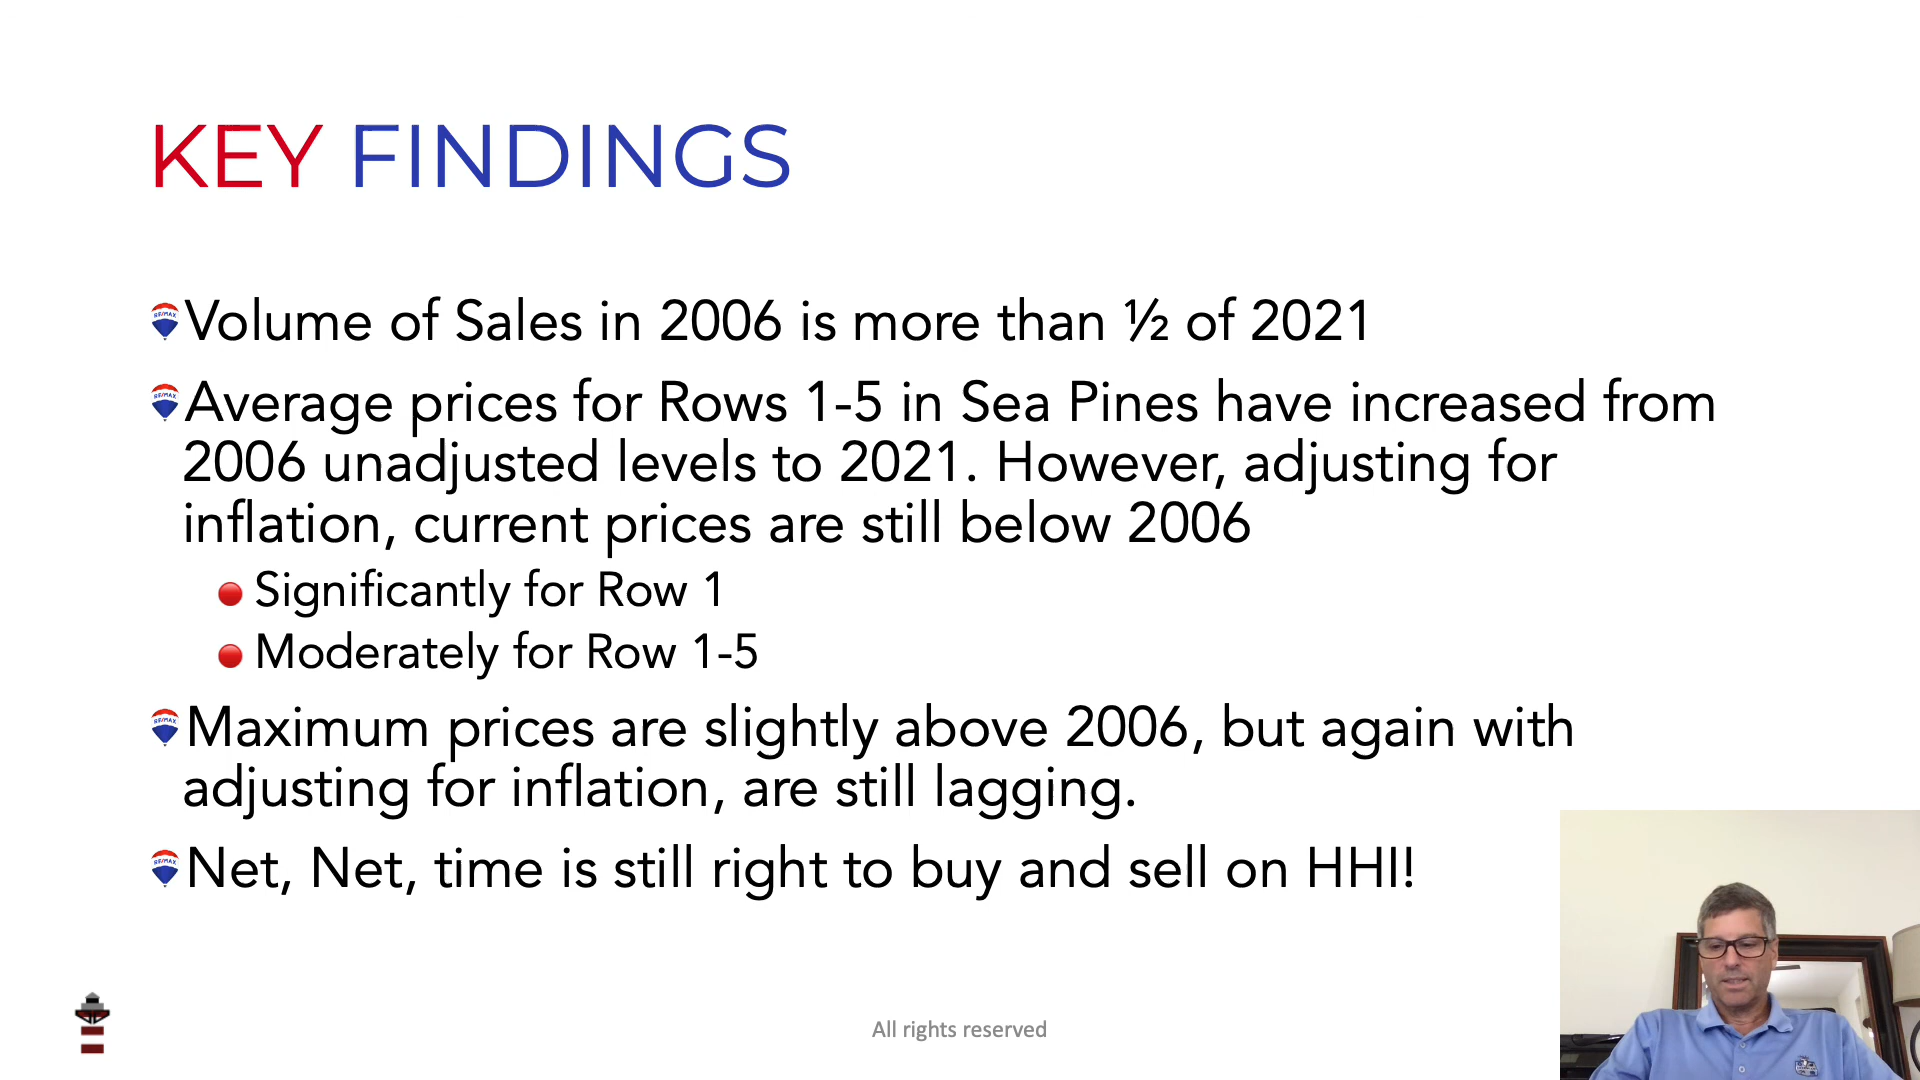 KEY FINDINGS
Volume of Sales in 2006 is more than ½ of 2021
Average prices for Rows 1-5 in Sea Pines have increased from
2006 unadjusted levels to 2021. However, adjusting for
inflation, current prices are still below 2006
Significantly for Row 1
Moderately for Row 1-5
Maximum prices are slightly above 2006, but again with
adjusting for inflation, are still lagging.
Net, Net, time is still right to buy and sell on HHI!
All rights reserved